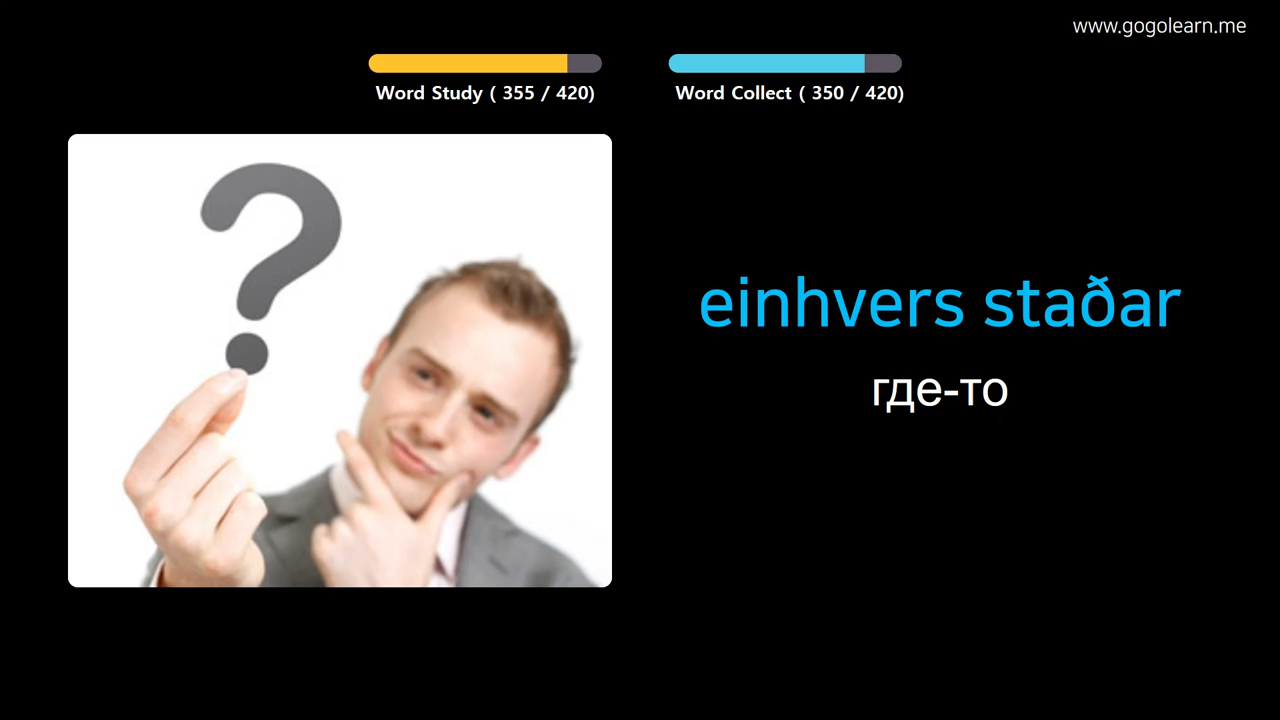 www.gogolearn.me
Word Study ( 355 / 420)
Word Collect ( 350 / 420)
?
einhvers staðar
где-то